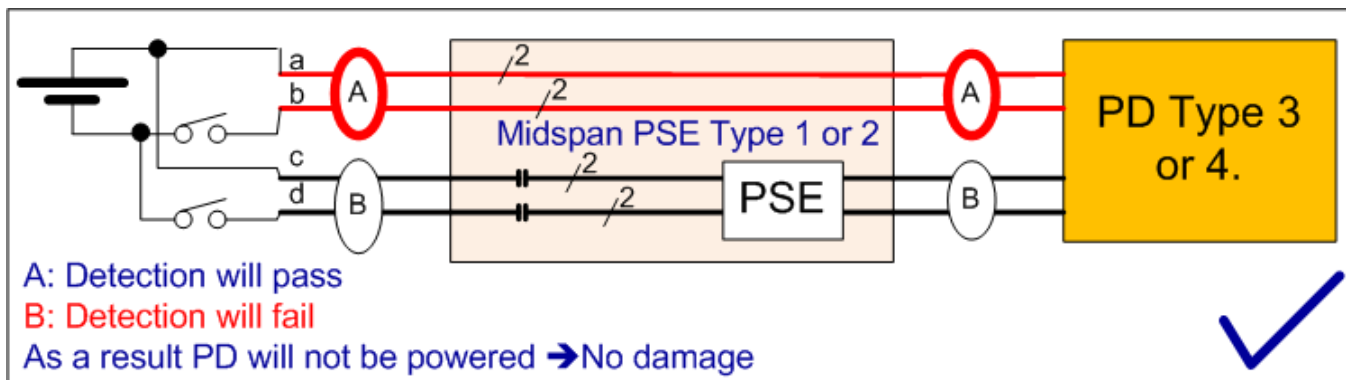 a
2
b
A
2
A
Midspan PSE Type 1 or 2
PD Type 3
or 4.
c
2
d
B
2
PSE
B
A: Detection will pass
B: Detection will fail
As a result PD will not be powered ➔No damage